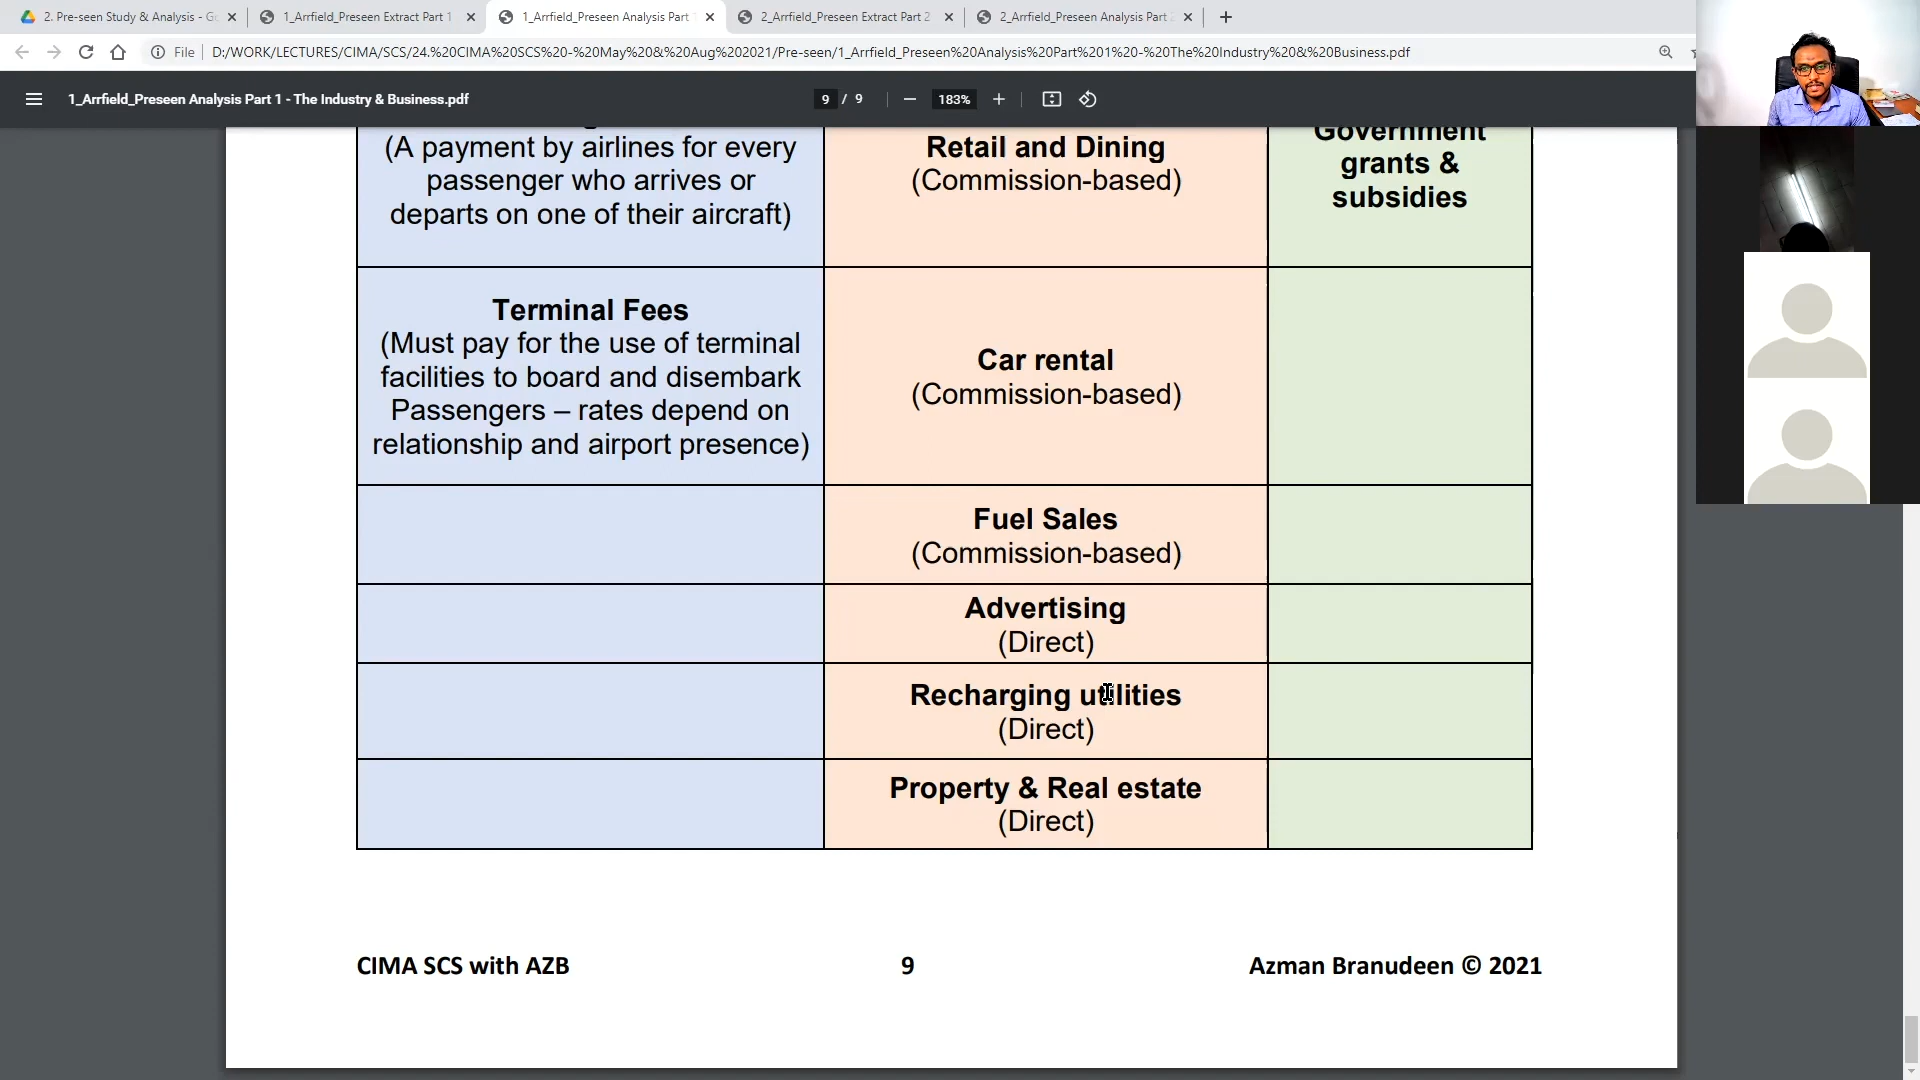 2. Pre-seen Study & Analysis - G
1_Arrfield_Preseen Extract Part 1
1_Arrfield_Preseen Analysis Part
2_Arrfield_Preseen Extract Part 2
2_Arrfield_Preseen Analysis Part
File
D:/WORK/LECTURES/CIMA/SCS/24.%20CIMA%20SCS%20-%20May%20&%20Aug%202021/Pre-seen/1_Arrfield_Preseen%20Analysis%20Part%201%20-%20The%20Industry%20&%20Business.pdf
1_Arrfield_Preseen Analysis Part 1 - The Industry & Business.pdf
9 / 9
183%
(A payment by airlines for every
passenger who arrives or
departs on one of their aircraft)
Retail and Dining
(Commission-based)
Government
grants &
subsidies
Terminal Fees
(Must pay for the use of terminal
facilities to board and disembark
Passengers – rates depend on
relationship and airport presence)
Car rental
(Commission-based)
Fuel Sales
(Commission-based)
Advertising
(Direct)
Recharging utilities
(Direct)
Property & Real estate
(Direct)
CIMA SCS with AZB
9
Azman Branudeen © 2021